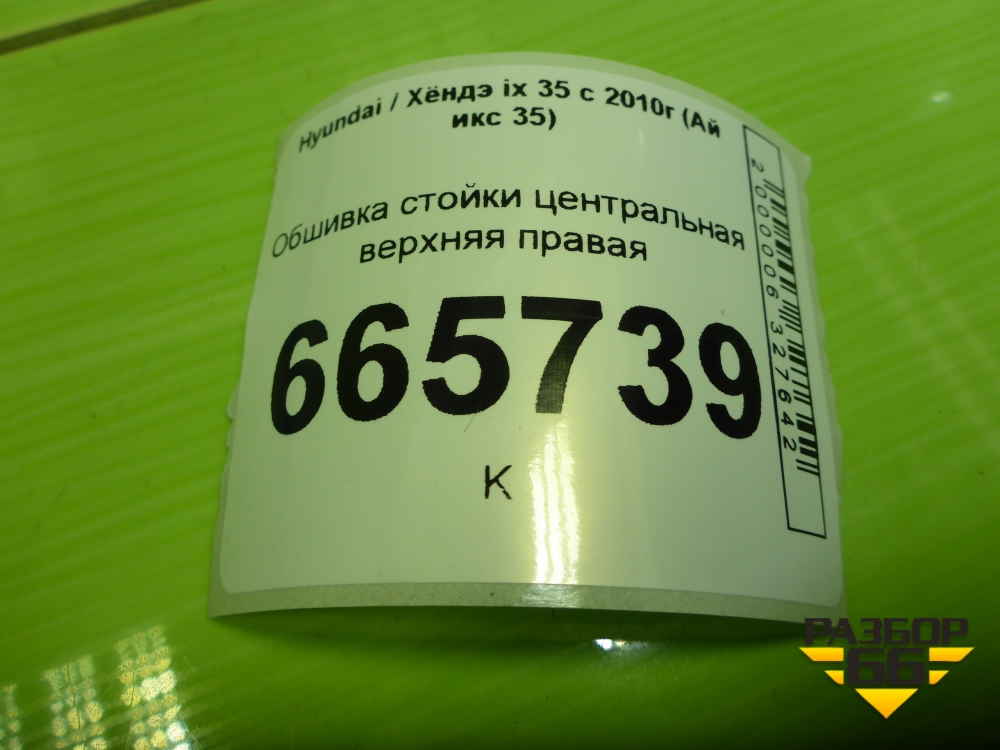 Hyundai / Хёндэ ix 35 с 2010г (Ай
икс 35)
Обшивка стойки центральная
верхняя правая
665739
К
2000006327642
РАЗБОР
66